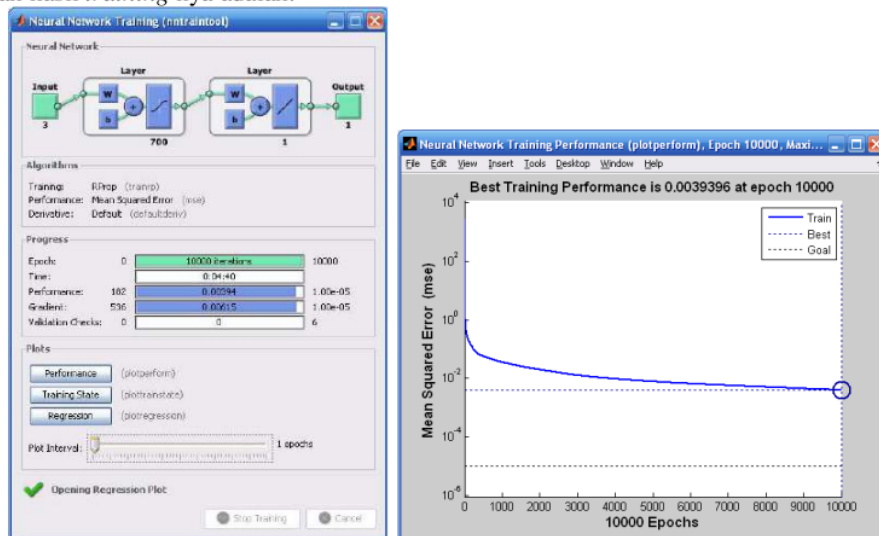 Neural Network Training (nntraintool)
Neural Network
Layer Layer
Input Output
W W
b b
3 700 1 1
Algorithms
Training: RProp (trainrp)
Performance: Mean Squared Error (mse)
Derivative: Default (defaultderiv)
Progress
Epoch: 0 10000 iterations 10000
Time: 0:04:40
Performance: 182 0.00394 1.00e-05
Gradient: 536 0.00615 1.00e-05
Validation Checks: 0 0 6
Plots
Performance (plotperform)
Training State (plottrainstate)
Regression (plotregression)
Plot Interval: 1 epochs
Opening Regression Plot
Stop Training Cancel
Neural Network Training Performance (plotperform), Epoch 10000, Maxi...
File Edit View Insert Tools Desktop Window Help
Best Training Performance is 0.0039396 at epoch 10000
Train
Best
Goal
Mean Squared Error (mse)
10^4
10^2
10^0
10^-2
10^-4
10^-6
0 1000 2000 3000 4000 5000 6000 7000 8000 9000 10000
10000 Epochs